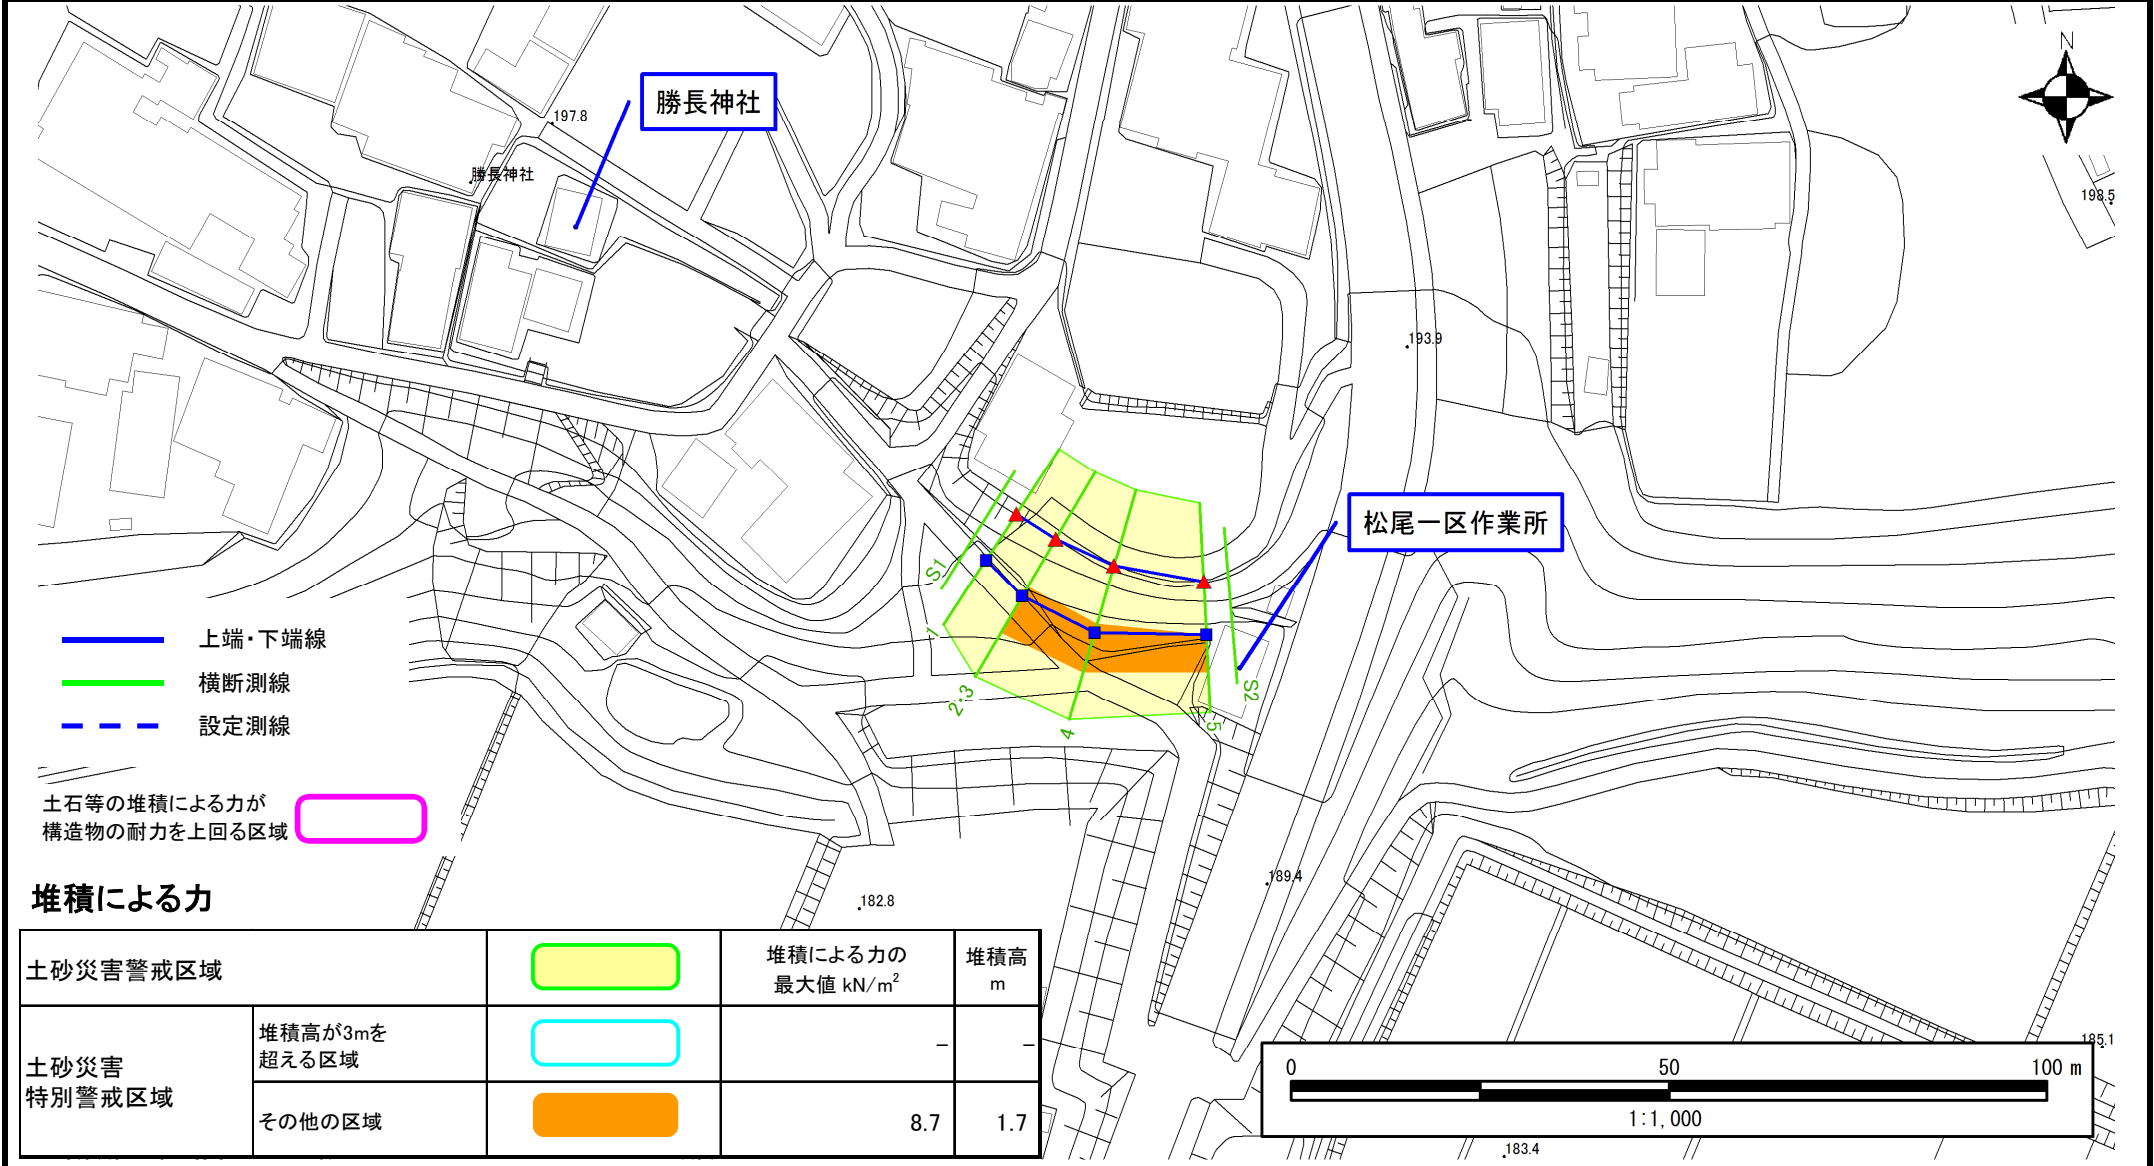 N
勝長神社
197.8
勝長神社
198.5
193.9
松尾一区作業所
S1
1
2・3
4
5
S2
上端・下端線
横断測線
設定測線
土石等の堆積による力が
構造物の耐力を上回る区域
189.4
182.8
堆積による力
土砂災害警戒区域
堆積による力の
最大値 kN/m²
堆積高
m
土砂災害
特別警戒区域
堆積高が3mを
超える区域
-
-
その他の区域
8.7
1.7
185.1
0
50
100 m
1:1,000
183.4